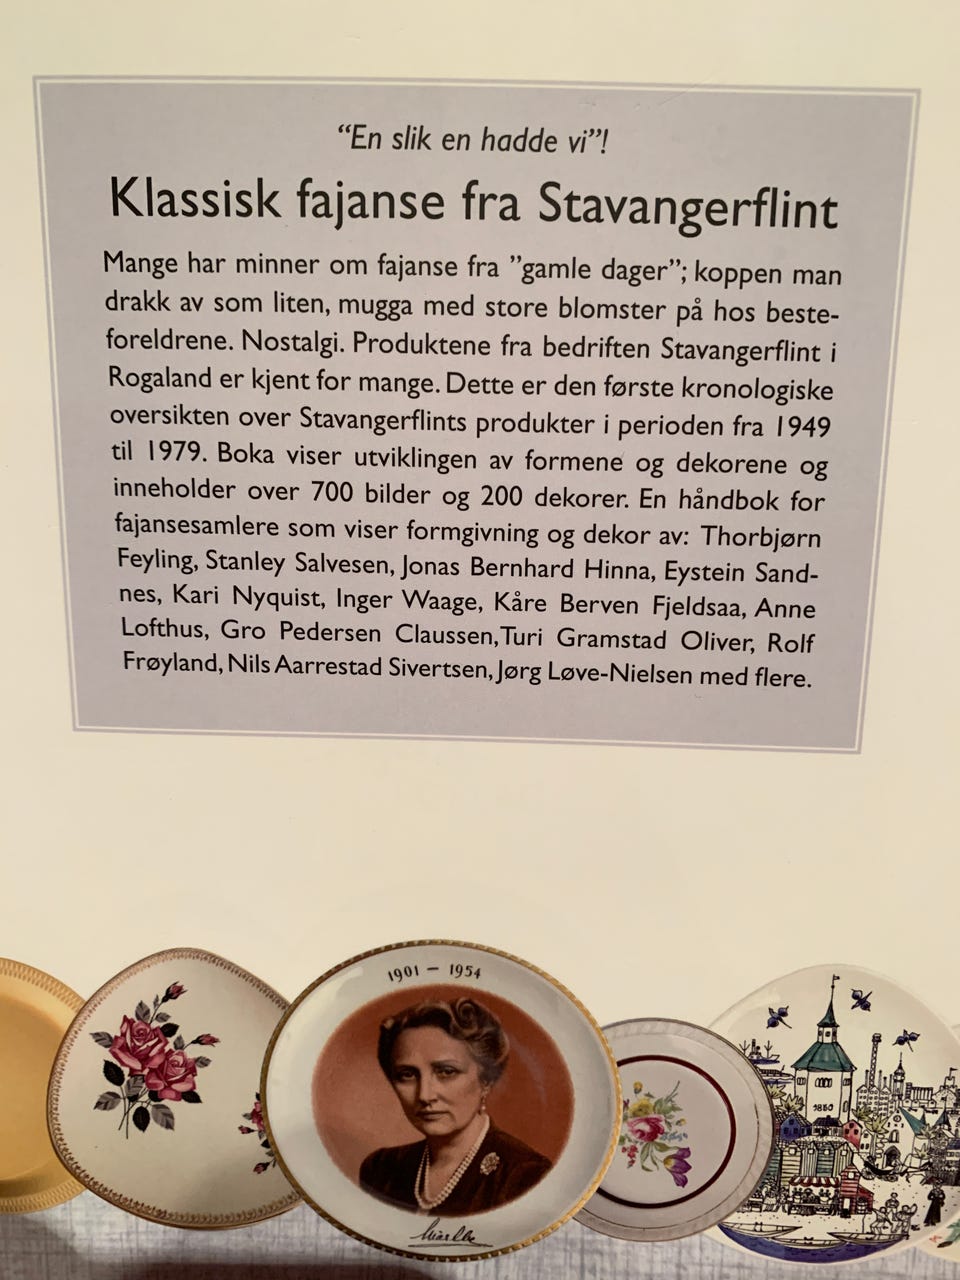 “En slik en hadde vi”!
Klassisk fajanse fra Stavangerflint
Mange har minner om fajanse fra ”gamle dager”; koppen man
drakk av som liten, mugga med store blomster på hos beste-
foreldrene. Nostalgi. Produktene fra bedriften Stavangerflint i
Rogaland er kjent for mange. Dette er den første kronologiske
oversikten over Stavangerflints produkter i perioden fra 1949
til 1979. Boka viser utviklingen av formene og dekorene og
inneholder over 700 bilder og 200 dekorer. En håndbok for
fajansesamlere som viser formgivning og dekor av: Thorbjørn
Feyling, Stanley Salvesen, Jonas Bernhard Hinna, Eystein Sand-
nes, Kari Nyquist, Inger Waage, Kåre Berven Fjeldsaa, Anne
Lofthus, Gro Pedersen Claussen, Turi Gramstad Oliver, Rolf
Frøyland, Nils Aarrestad Sivertsen, Jørg Løve-Nielsen med flere.
1901 – 1954
1850